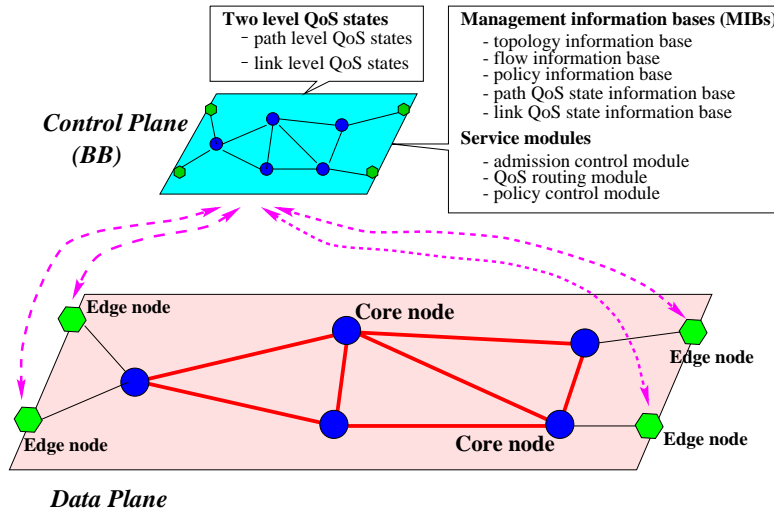 Two level QoS states
- path level QoS states
- link level QoS states
Management information bases (MIBs)
- topology information base
- flow information base
- policy information base
- path QoS state information base
- link QoS state information base
Service modules
- admission control module
- QoS routing module
- policy control module
Control Plane
(BB)
Edge node
Core node
Edge node
Edge node
Core node
Edge node
Data Plane